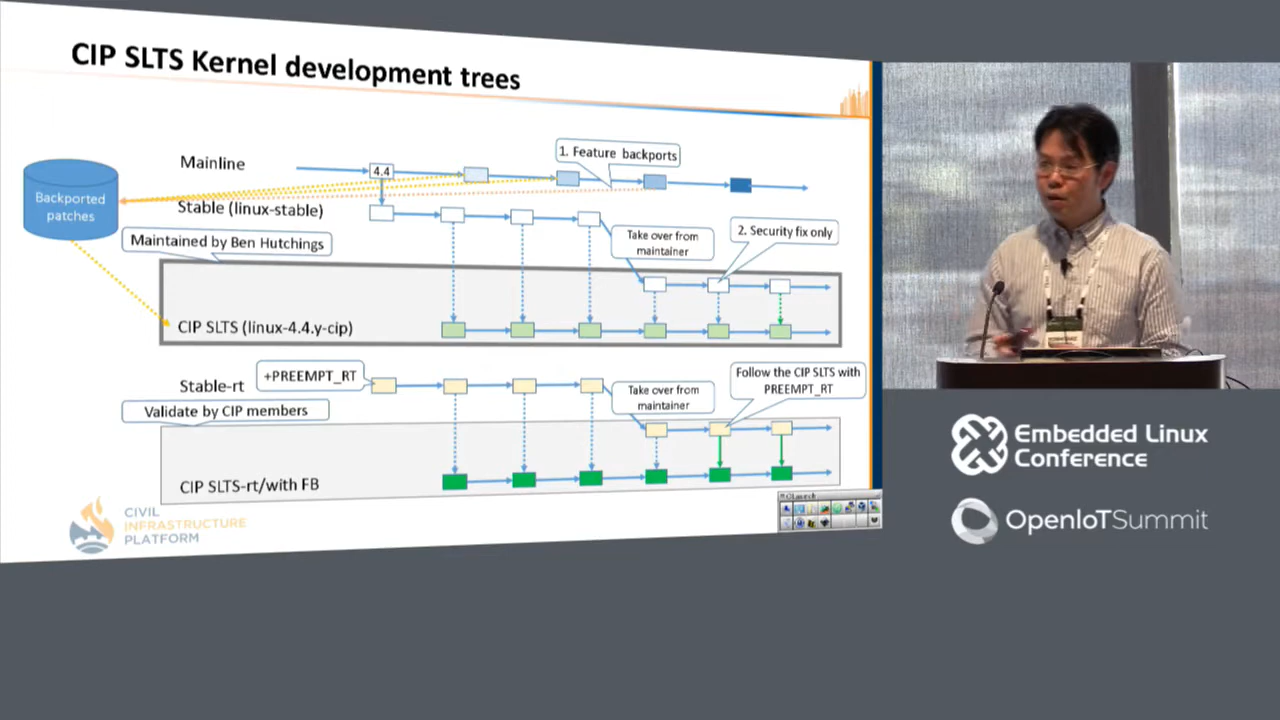 CIP SLTS Kernel development trees
Mainline
4.4
1. Feature backports
Backported
patches
Stable (linux-stable)
Maintained by Ben Hutchings
Take over from
maintainer
2. Security fix only
CIP SLTS (linux-4.4.y-cip)
Stable-rt
+PREEMPT_RT
Take over from
maintainer
Follow the CIP SLTS with
PREEMPT_RT
Validate by CIP members
CIP SLTS-rt/with FB
CIVIL
INFRASTRUCTURE
PLATFORM
Embedded Linux
Conference
OpenIoTSummit